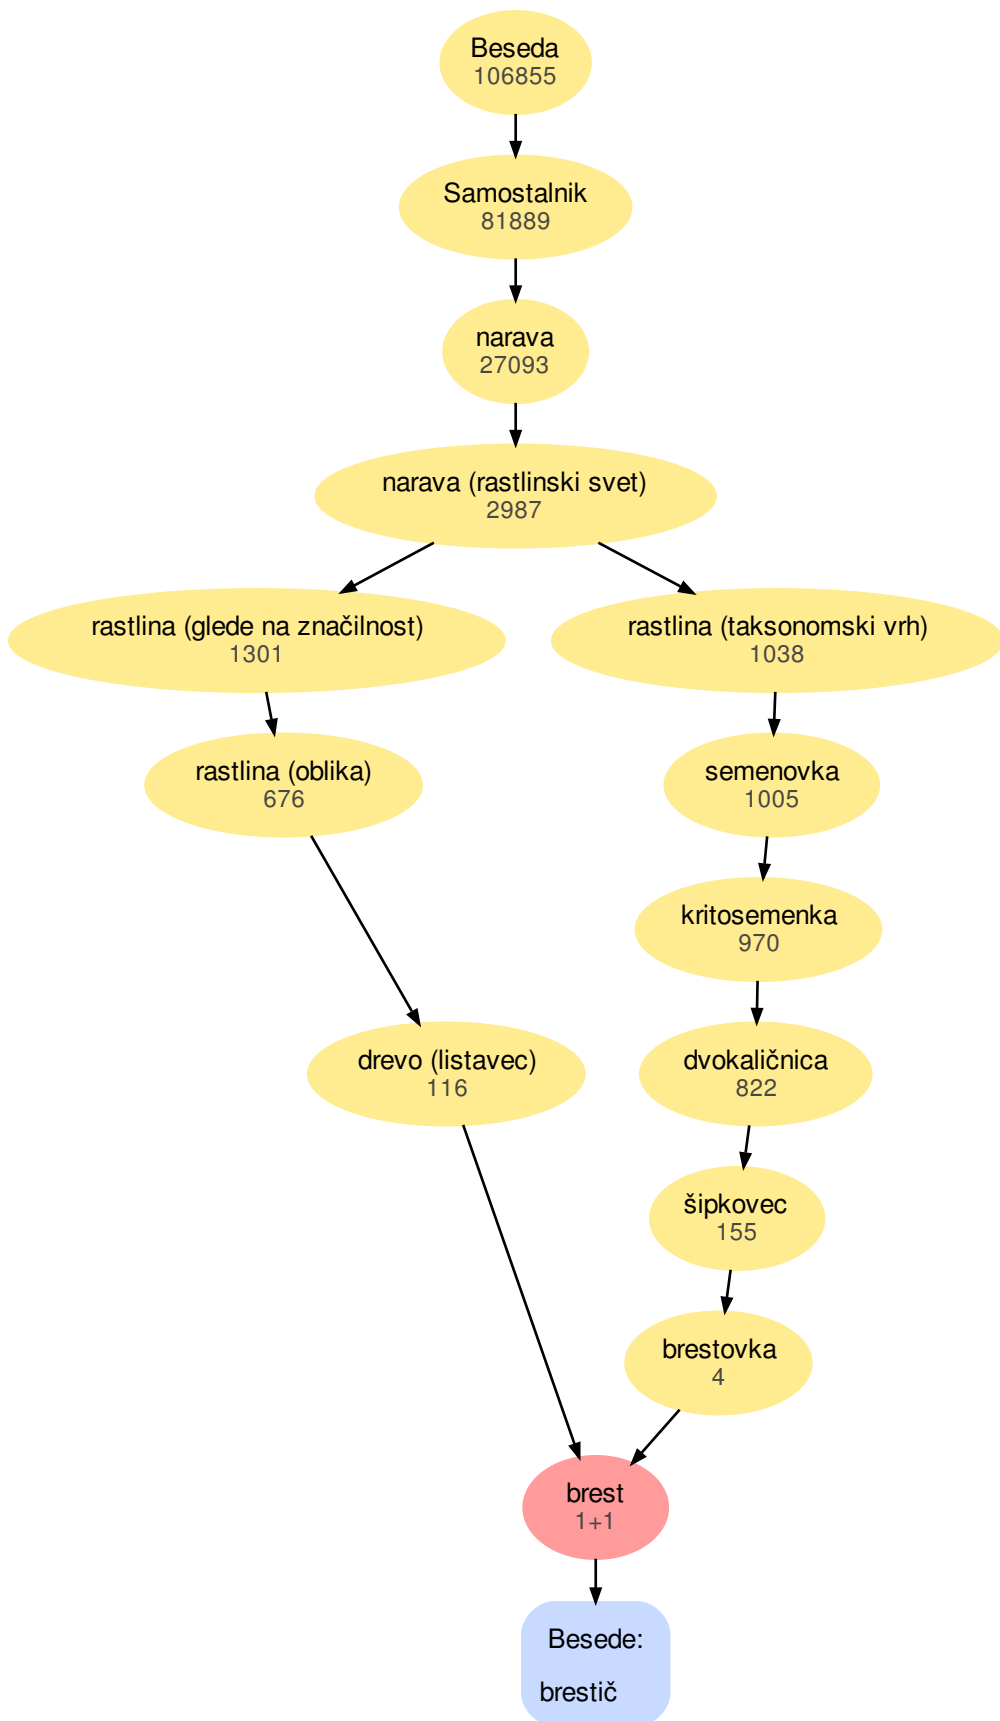 Beseda
106855
Samostalnik
81889
narava
27093
narava (rastlinski svet)
2987
rastlina (glede na značilnost)
1301
rastlina (taksonomski vrh)
1038
rastlina (oblika)
676
semenovka
1005
kritosemenka
970
drevo (listavec)
116
dvokaličnica
822
šipkovec
155
brestovka
4
brest
1+1
Besede:
brestič